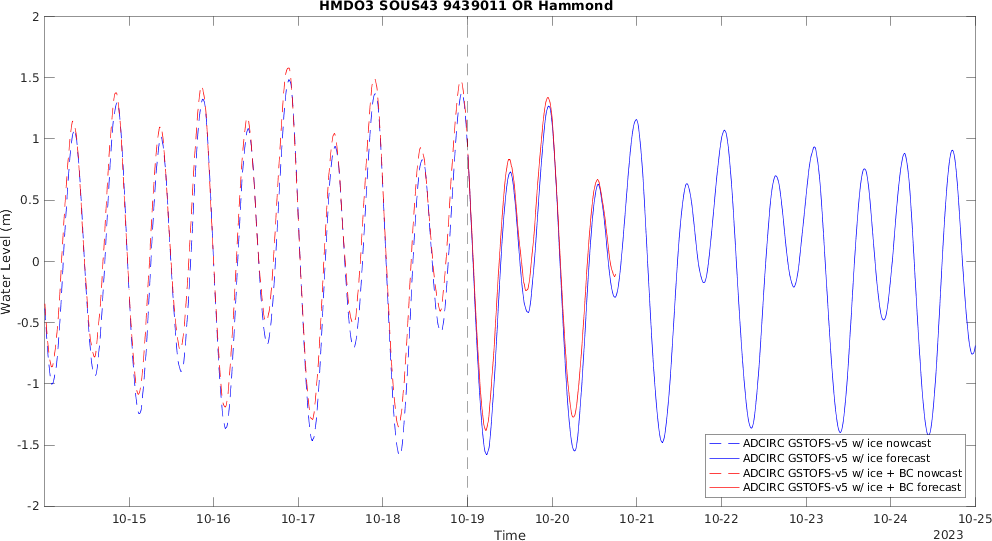 HMDO3 SOUS43 9439011 OR Hammond
2
1.5
1
0.5
0
-0.5
-1
-1.5
-2
Water Level (m)
10-15 10-16 10-17 10-18 10-19 10-20 10-21 10-22 10-23 10-24 10-25
Time
2023
ADCIRC GSTOFS-v5 w/ ice nowcast
ADCIRC GSTOFS-v5 w/ ice forecast
ADCIRC GSTOFS-v5 w/ ice + BC nowcast
ADCIRC GSTOFS-v5 w/ ice + BC forecast